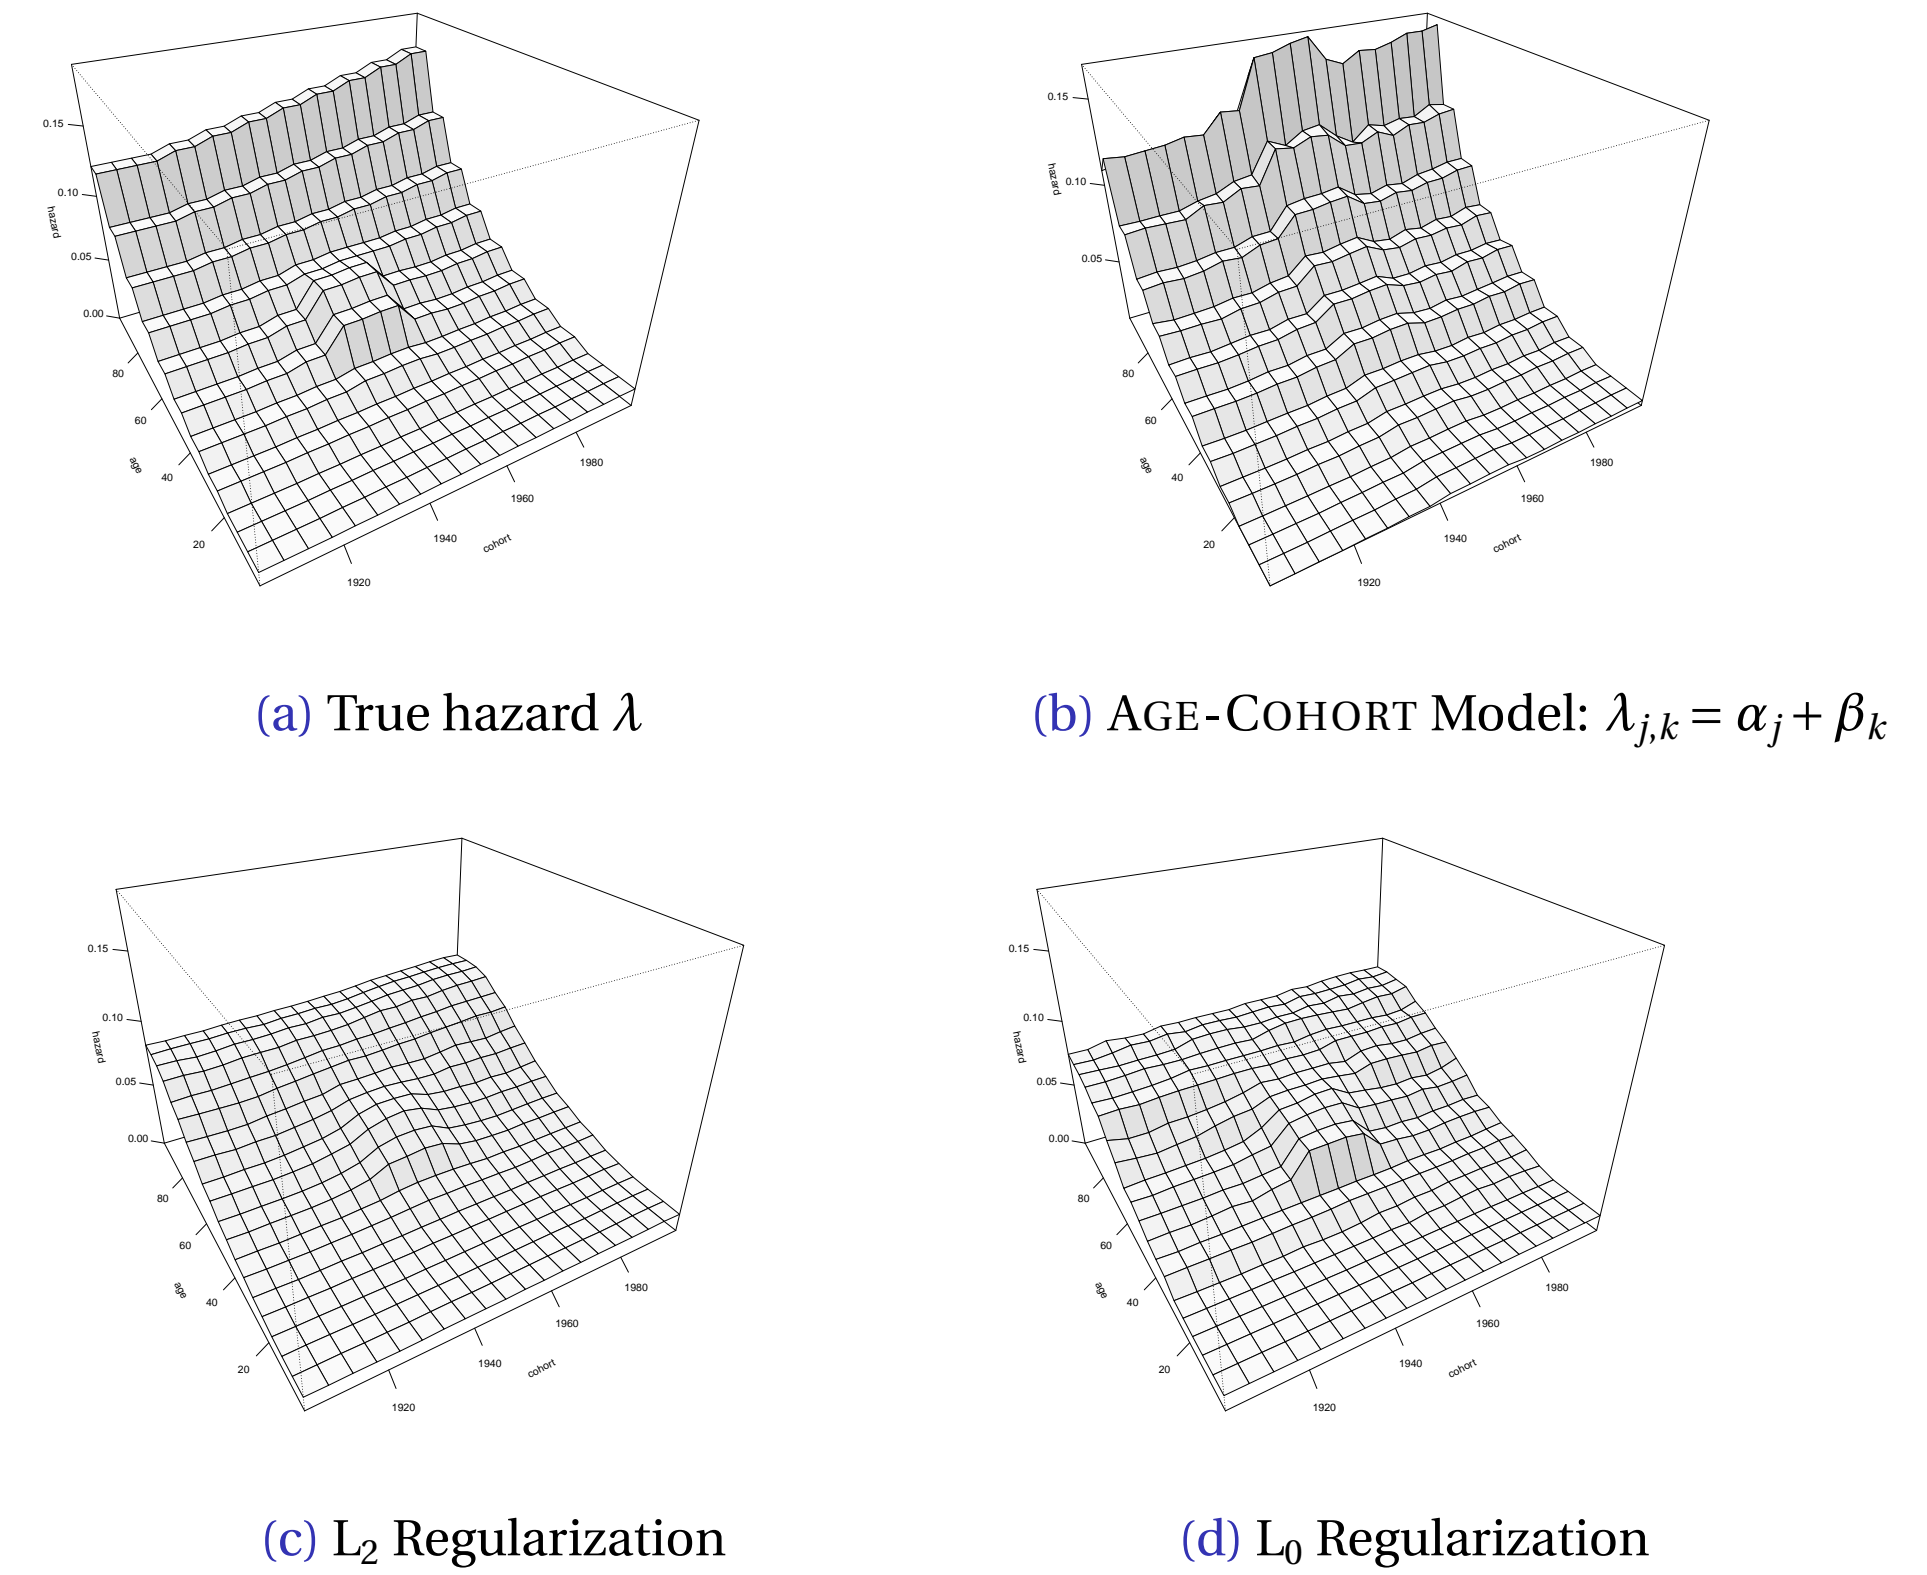 0.15
0.10
0.05
0.00
hazard
80
60
40
20
age
1920
1940
1960
1980
cohort
(a) True hazard λ
0.15
0.10
0.05
hazard
80
60
40
20
age
1920
1940
1960
1980
cohort
(b) AGE-COHORT Model: λ_{j,k} = α_j + β_k
0.15
0.10
0.05
0.00
hazard
80
60
40
20
age
1920
1940
1960
1980
cohort
(c) L₂ Regularization
0.15
0.10
0.05
0.00
hazard
80
60
40
20
age
1920
1940
1960
1980
cohort
(d) L₀ Regularization